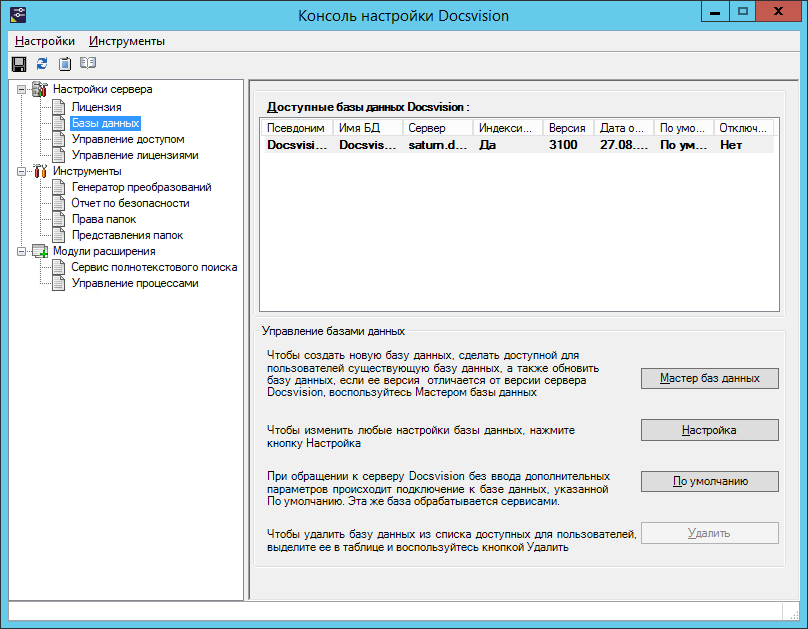 Консоль настройки Docsvision
Настройки Инструменты
Настройки сервера
Лицензия
Базы данных
Управление доступом
Управление лицензиями
Инструменты
Генератор преобразований
Отчет по безопасности
Права папок
Представления папок
Модули расширения
Сервис полнотекстового поиска
Управление процессами
Доступные базы данных Docsvision :
Псевдоним Имя БД Сервер Индекси... Версия Дата о... По умо... Отключ...
Docsvisi... Docsvis... saturn.d... Да 3100 27.08.... По ум... Нет
Управление базами данных
Чтобы создать новую базу данных, сделать доступной для
пользователей существующую базу данных, а также обновить
базу данных, если ее версия отличается от версии сервера
Docsvision, воспользуйтесь Мастером базы данных
Мастер баз данных
Чтобы изменить любые настройки базы данных, нажмите
кнопку Настройка
Настройка
При обращении к серверу Docsvision без ввода дополнительных
параметров происходит подключение к базе данных, указанной
По умолчанию. Эта же база обрабатывается сервисами.
По умолчанию
Чтобы удалить базу данных из списка доступных для пользователей,
выделите ее в таблице и воспользуйтесь кнопкой Удалить
Удалить